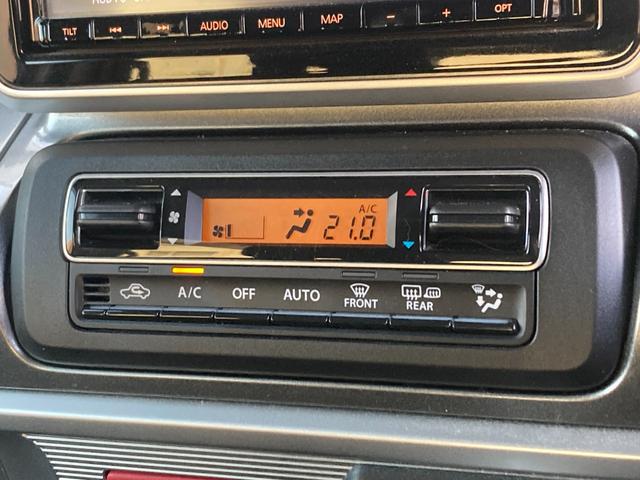 TILT AUDIO MENU MAP − + OPT
A/C
21.0
A/C OFF AUTO FRONT REAR